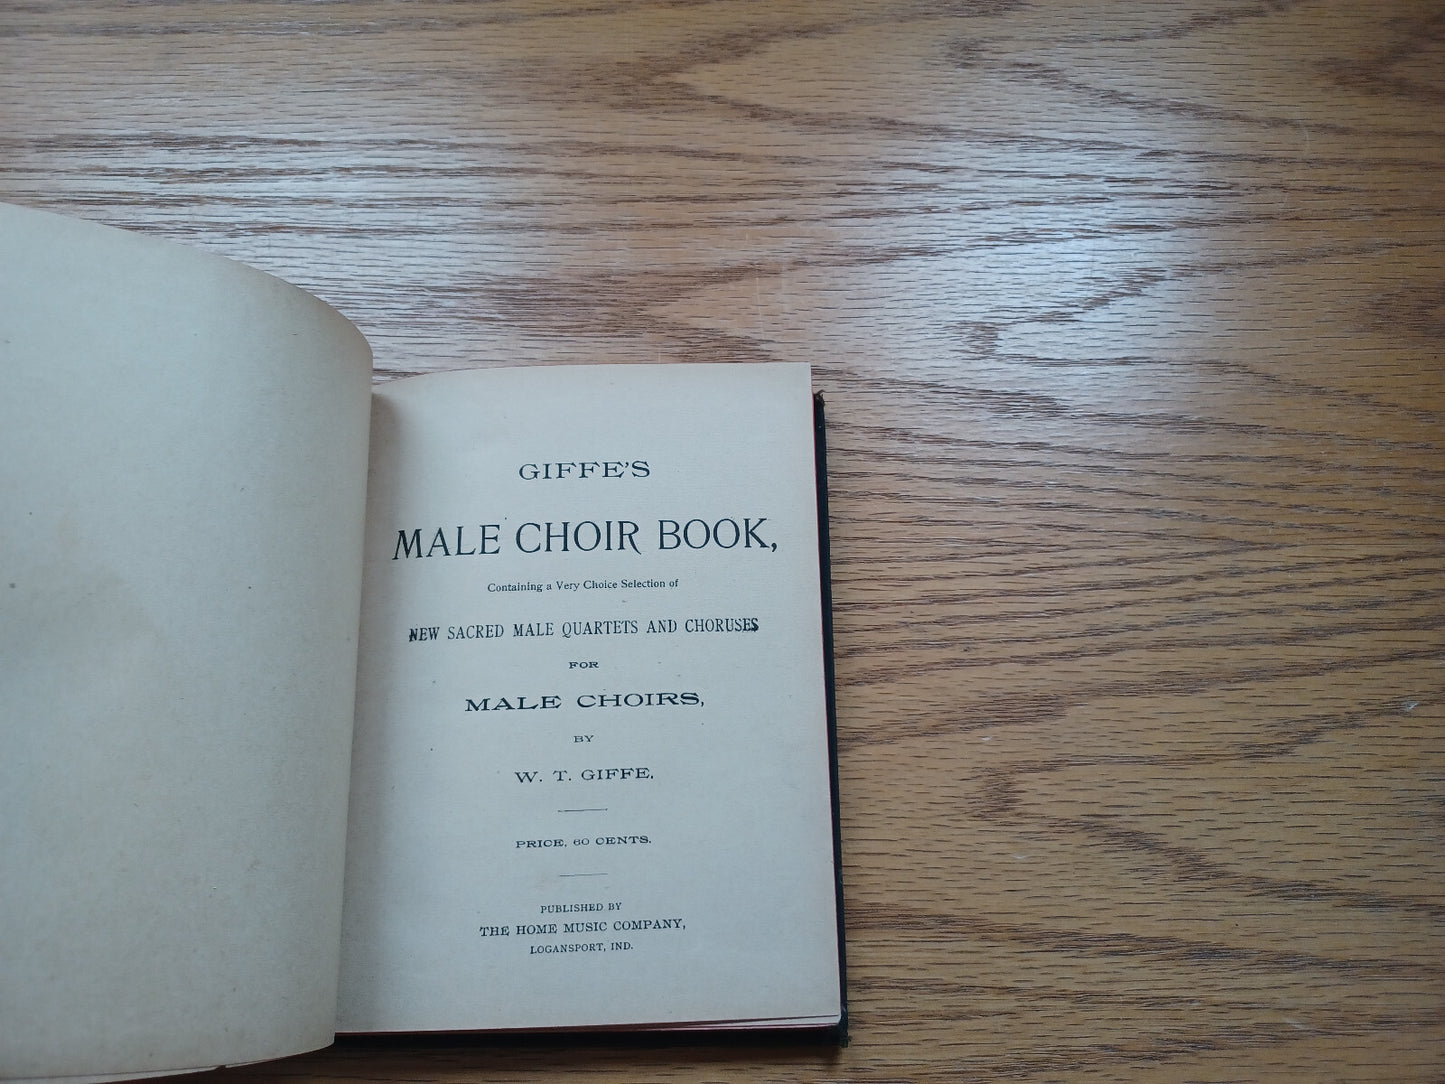 GIFFE'S
MALE CHOIR BOOK,
Containing a Very Choice Selection of
NEW SACRED MALE QUARTETS AND CHORUSES
FOR
MALE CHOIRS,
BY
W. T. GIFFE.
PRICE, 60 CENTS.
PUBLISHED BY
THE HOME MUSIC COMPANY,
LOGANSPORT, IND.